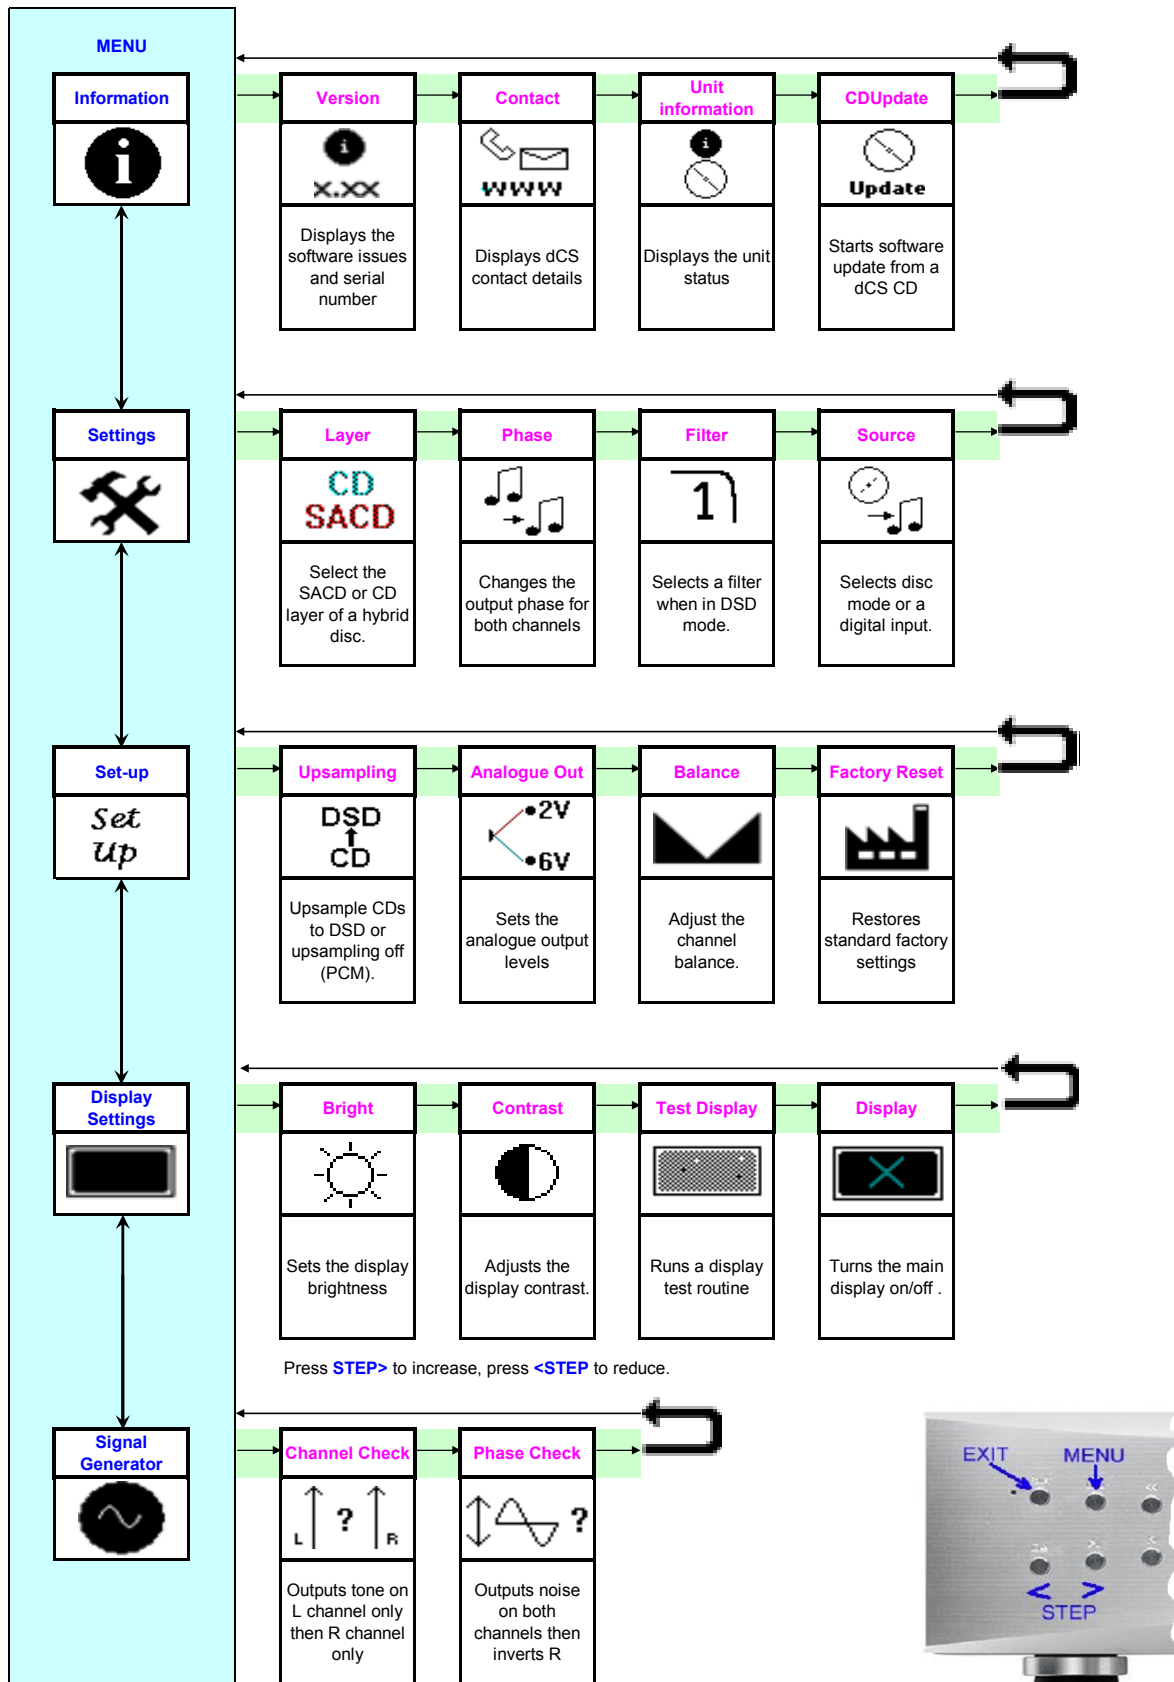 MENU
Information
Version
Contact
Unit
information
CDUpdate
i
i
x.xx
www
i
Update
Displays the
software issues
and serial
number
Displays dCS
contact details
Displays the unit
status
Starts software
update from a
dCS CD
Settings
Layer
Phase
Filter
Source
CD
SACD
1
Select the
SACD or CD
layer of a hybrid
disc.
Changes the
output phase for
both channels
Selects a filter
when in DSD
mode.
Selects disc
mode or a
digital input.
Set-up
Upsampling
Analogue Out
Balance
Factory Reset
Set
Up
DSD
CD
2V
6V
Upsample CDs
to DSD or
upsampling off
(PCM).
Sets the
analogue output
levels
Adjust the
channel
balance.
Restores
standard factory
settings
Display
Settings
Bright
Contrast
Test Display
Display
Sets the display
brightness
Adjusts the
display contrast.
Runs a display
test routine
Turns the main
display on/off .
Press STEP> to increase, press <STEP to reduce.
Signal
Generator
Channel Check
Phase Check
L ? R
?
Outputs tone on
L channel only
then R channel
only
Outputs noise
on both
channels then
inverts R
EXIT
MENU
< >
STEP